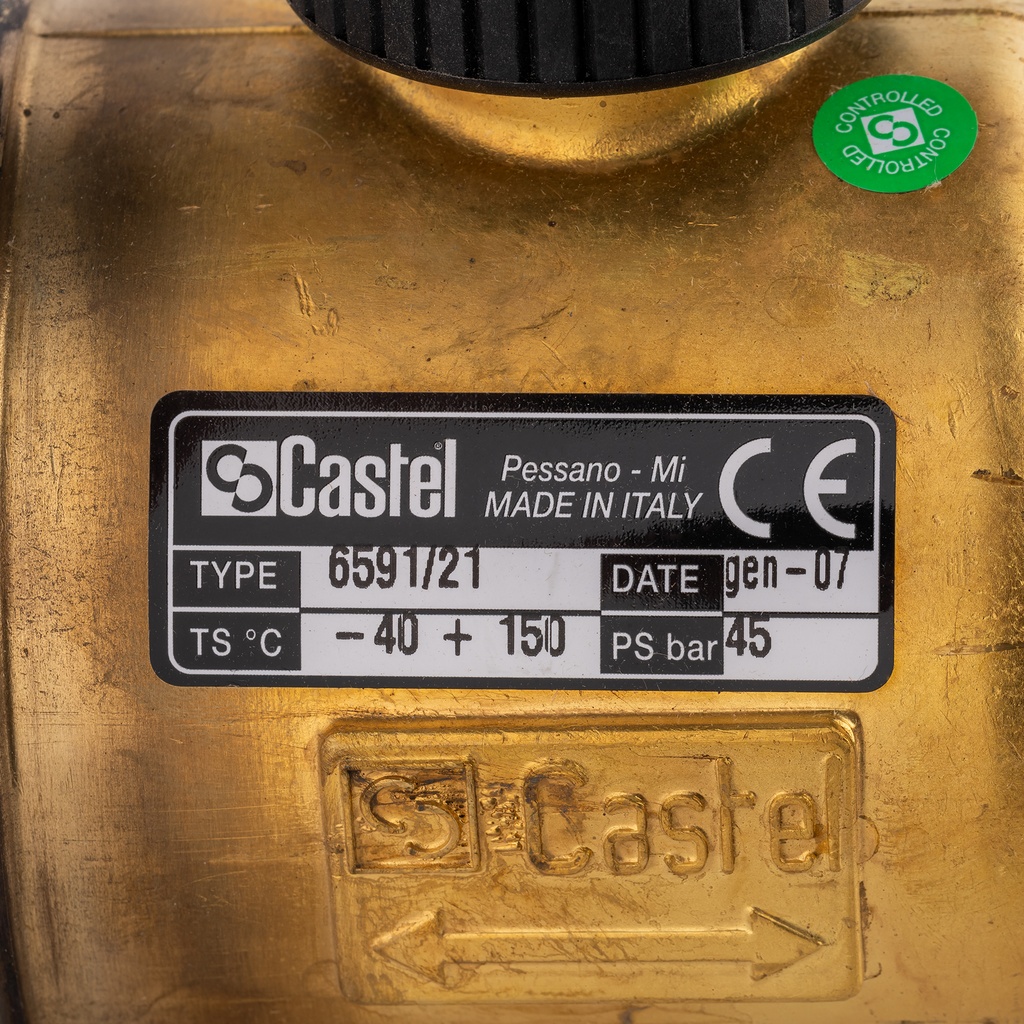 CONTROLLED
CONTROLLED
Castel®
Pessano - Mi
MADE IN ITALY
CE
TYPE 6591/21 DATE gen-07
TS °C -40 + 150 PS bar 45
Castel